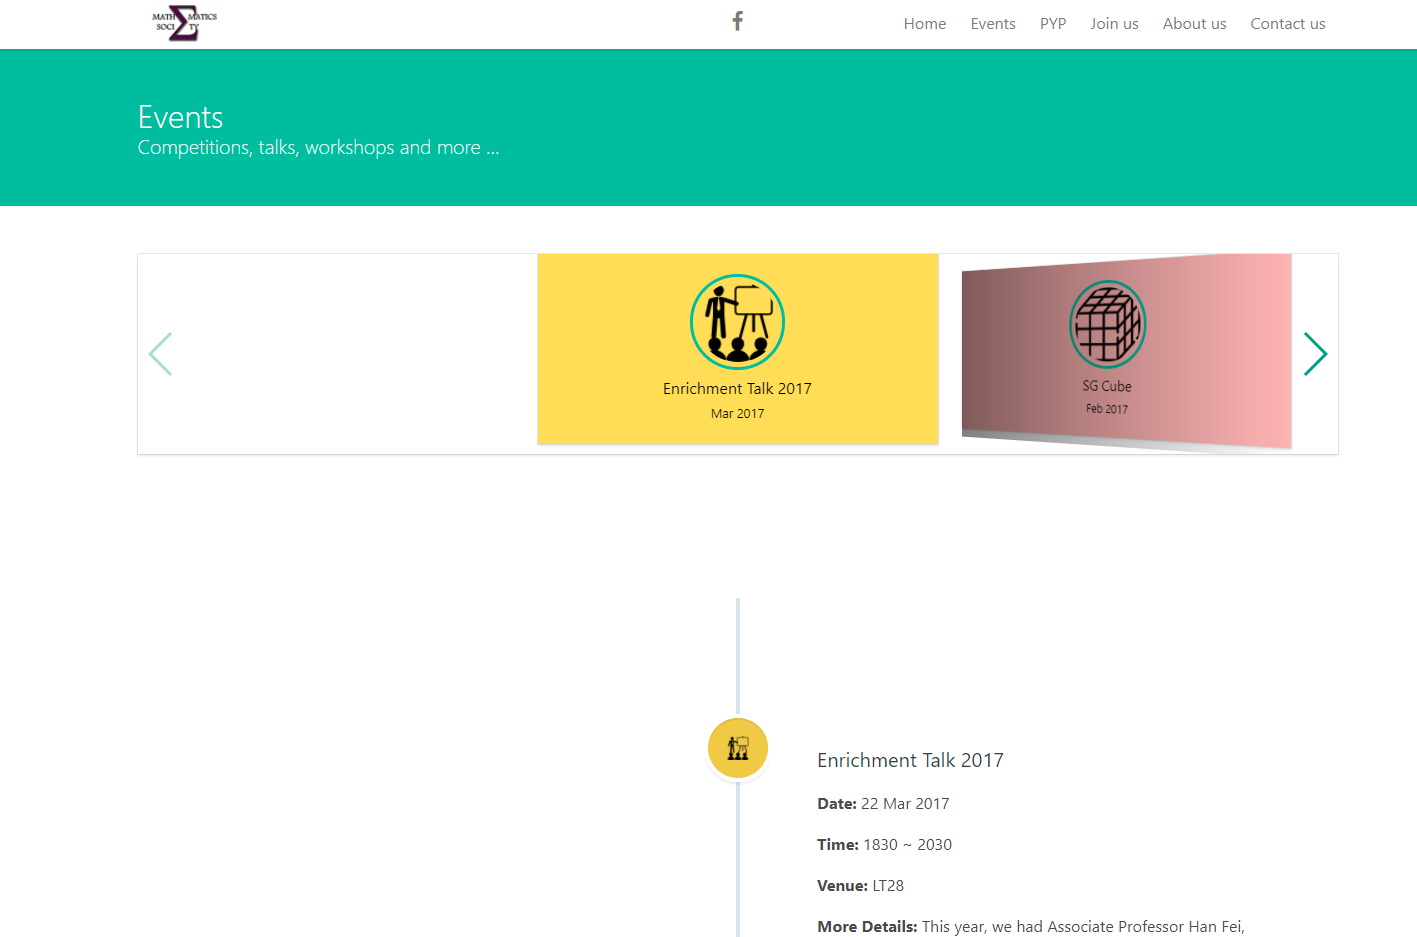 MATH MATICS
SOCI TY
Home Events PYP Join us About us Contact us
Events
Competitions, talks, workshops and more ...
Enrichment Talk 2017
Mar 2017
SG Cube
Feb 2017
Enrichment Talk 2017
Date: 22 Mar 2017
Time: 1830 ~ 2030
Venue: LT28
More Details: This year, we had Associate Professor Han Fei,